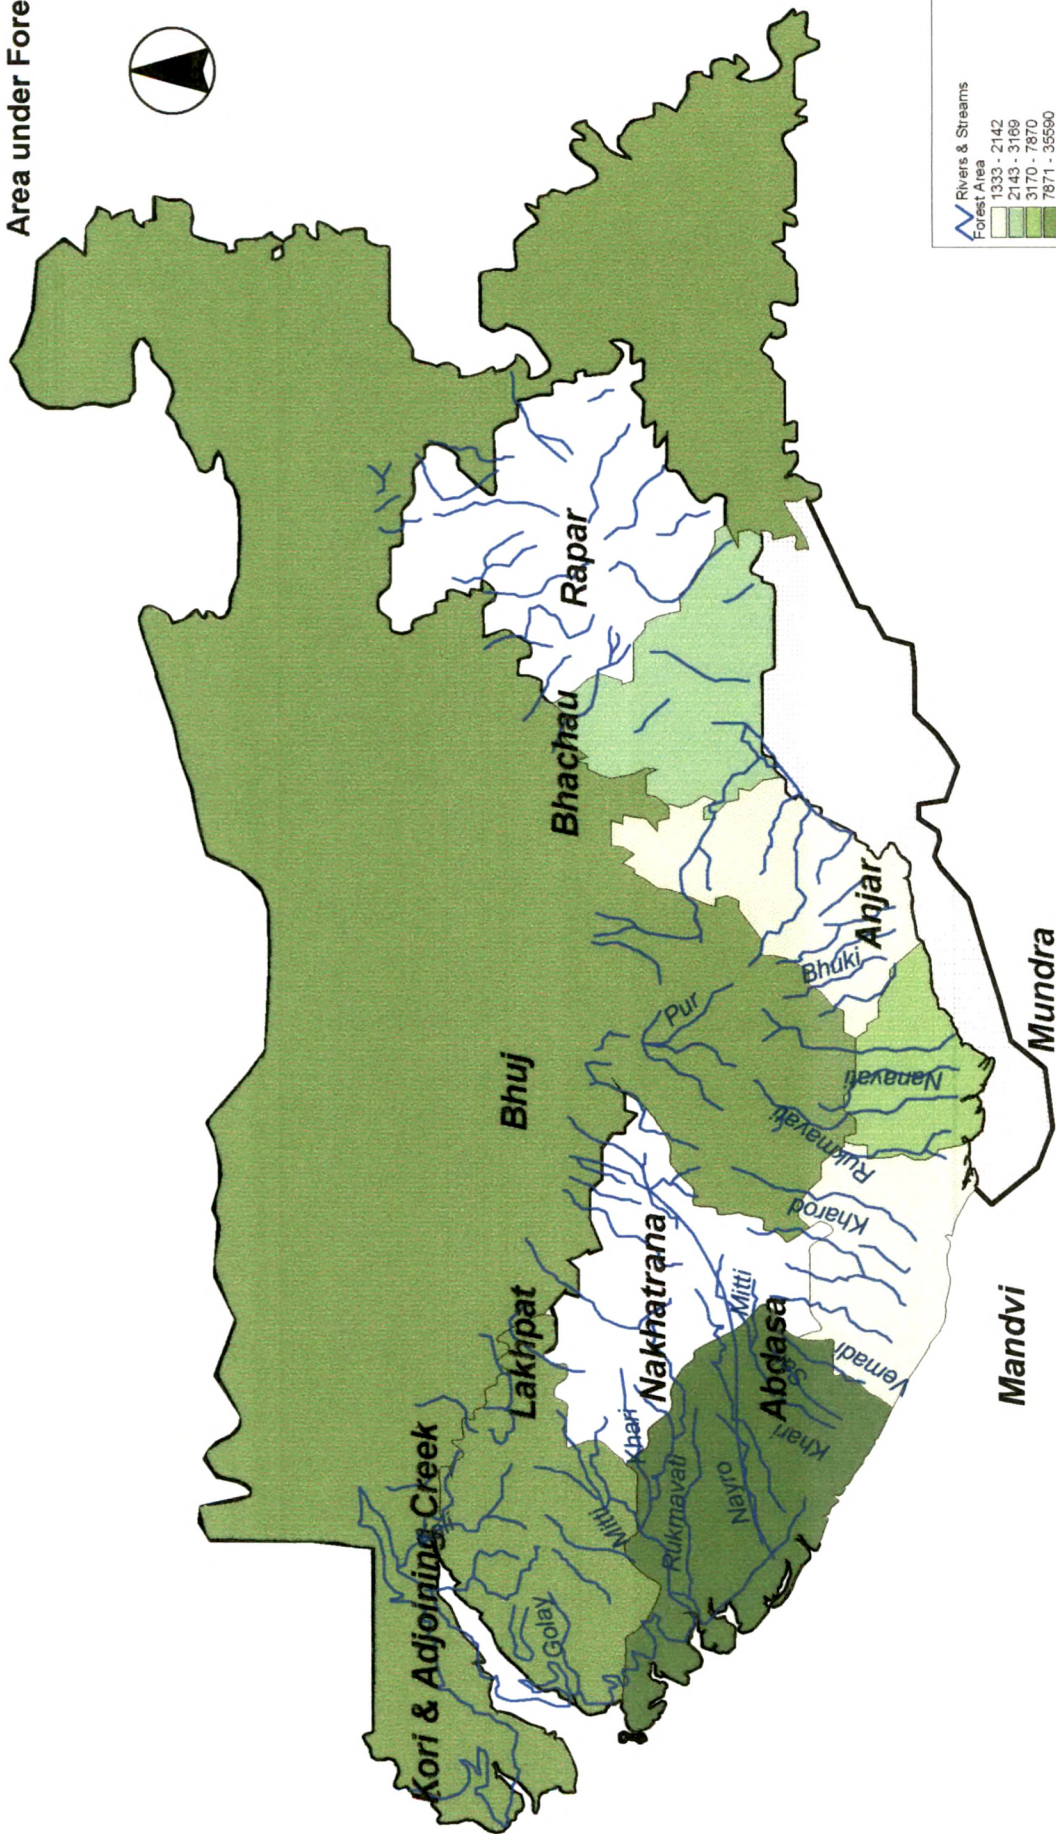 Area under Fore
Kori & Adjoining Creek
Lakhpat
Bhuj
Bhachau
Rapar
Nakhatrana
Abdasa
Anjar
Mandvi
Mundra
Golay
Mitti
Khari
Rukmavati
Nayro
Mitti
Khari
Vernadi
Kharod
Rukmavati
Nanavati
Pur
Bhuki
Rivers & Streams
Forest Area
1333 - 2142
2143 - 3169
3170 - 7870
7871 - 35590